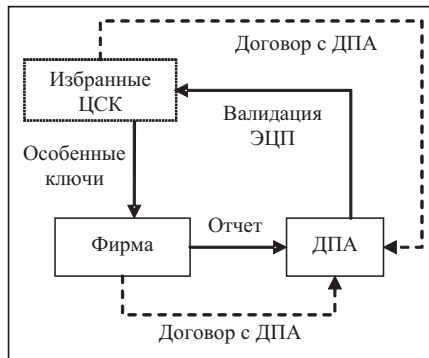 Договор с ДПА
Избранные
ЦСК
Валидация
ЭЦП
Особенные
ключи
Отчет
Фирма
ДПА
Договор с ДПА